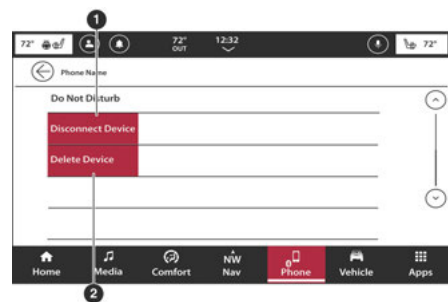 1
72° 72° OUT 12:32 72°
Phone Name
Do Not Disturb
Disconnect Device
Delete Device
Home Media Comfort NW Nav Phone Vehicle Apps
2